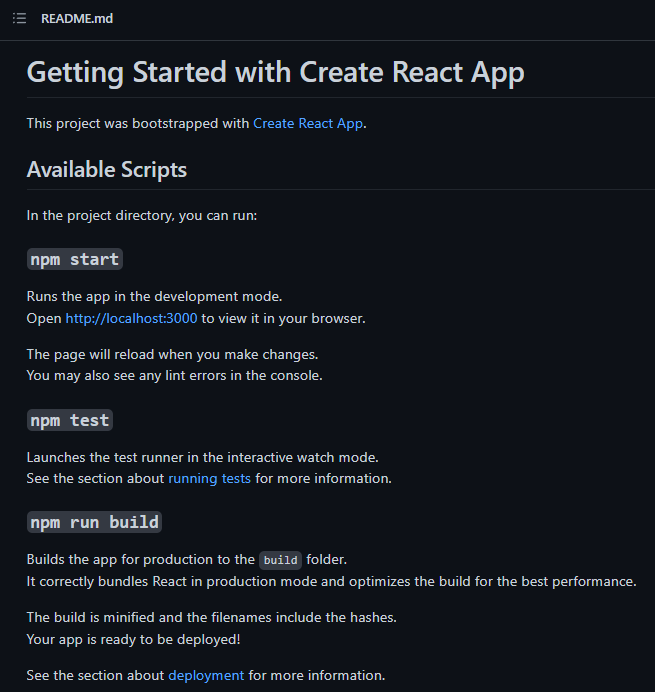 README.md
Getting Started with Create React App
This project was bootstrapped with Create React App.
Available Scripts
In the project directory, you can run:
npm start
Runs the app in the development mode.
Open http://localhost:3000 to view it in your browser.
The page will reload when you make changes.
You may also see any lint errors in the console.
npm test
Launches the test runner in the interactive watch mode.
See the section about running tests for more information.
npm run build
Builds the app for production to the build folder.
It correctly bundles React in production mode and optimizes the build for the best performance.
The build is minified and the filenames include the hashes.
Your app is ready to be deployed!
See the section about deployment for more information.